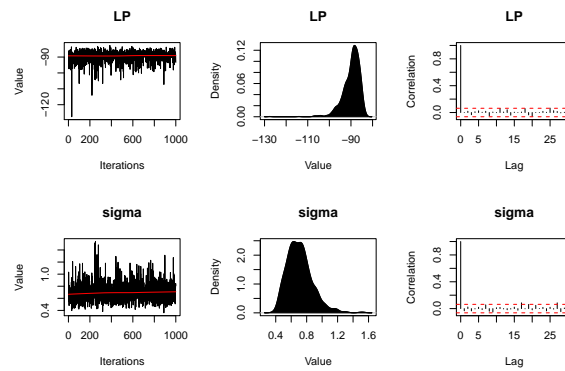 LP
LP
LP
Value
−120
−90
0 200 600 1000
Iterations
Density
0.00 0.06 0.12
−130 −110 −90
Value
Correlation
0.0 0.4 0.8
0 5 15 25
Lag
sigma
sigma
sigma
Value
0.4 1.0
0 200 600 1000
Iterations
Density
0.0 1.0 2.0
0.4 0.8 1.2 1.6
Value
Correlation
0.0 0.4 0.8
0 5 15 25
Lag